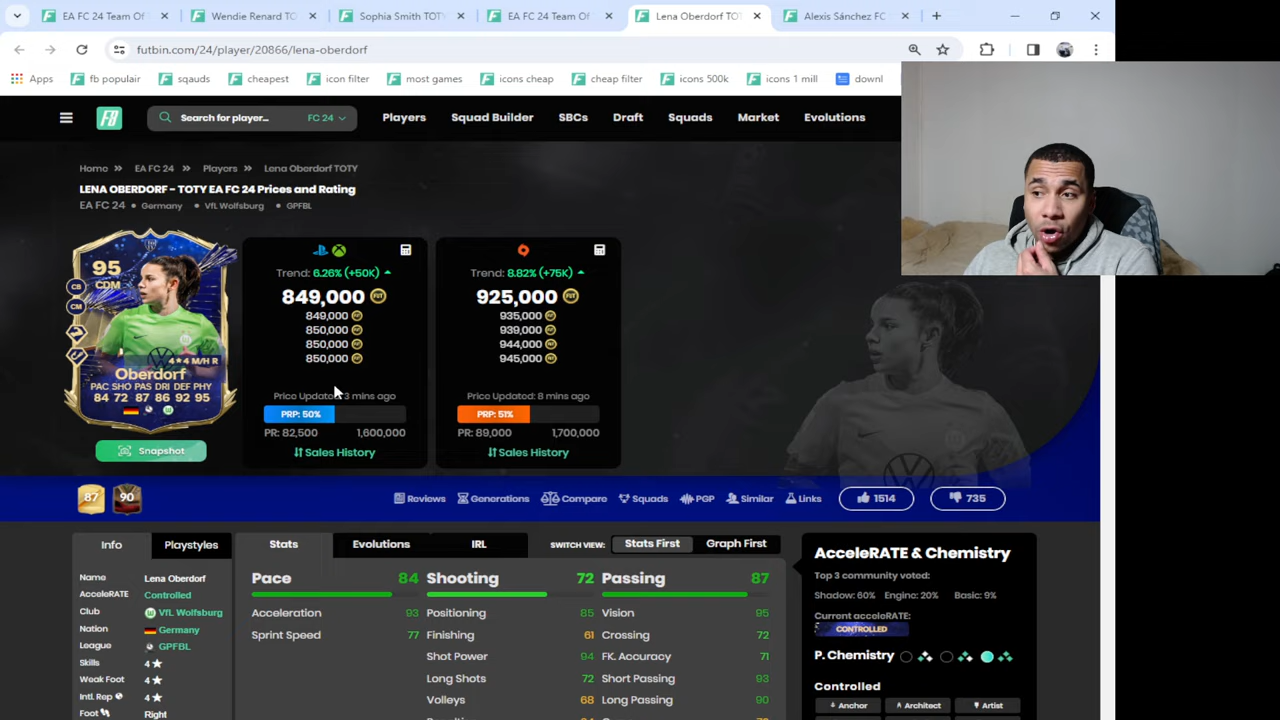 EA FC 24 Team Of
Wendie Renard TO
Sophia Smith TOTY
EA FC 24 Team Of
Lena Oberdorf TOT
Alexis Sánchez FC
futbin.com/24/player/20866/lena-oberdorf
Apps
fb populair
sqauds
cheapest
icon filter
most games
icons cheap
cheap filter
icons 500k
icons 1 mill
downl
FB
Search for player...
FC 24
Players
Squad Builder
SBCs
Draft
Squads
Market
Evolutions
Home >> EA FC 24 >> Players >> Lena Oberdorf TOTY
LENA OBERDORF - TOTY EA FC 24 Prices and Rating
EA FC 24 • Germany • VfL Wolfsburg • GPFBL
95
CDM
CB
CM
4★4 M/H R
Oberdorf
PAC SHO PAS DRI DEF PHY
84 72 87 86 92 95
Snapshot
Trend: 6.26% (+50K)
849,000
849,000
850,000
850,000
850,000
Price Updated: 3 mins ago
PRP: 50%
PR: 82,500 1,600,000
Sales History
Trend: 8.82% (+75K)
925,000
935,000
939,000
944,000
945,000
Price Updated: 8 mins ago
PRP: 51%
PR: 89,000 1,700,000
Sales History
87
90
Reviews
Generations
Compare
Squads
PGP
Similar
Links
1514
735
Info
Playstyles
Name Lena Oberdorf
AcceleRATE Controlled
Club VfL Wolfsburg
Nation Germany
League GPFBL
Skills 4★
Weak Foot 4★
Intl. Rep 4★
Foot Right
Stats
Evolutions
IRL
SWITCH VIEW:
Stats First
Graph First
Pace 84
Acceleration 93
Sprint Speed 77
Shooting 72
Positioning 85
Finishing 61
Shot Power 94
Long Shots 72
Volleys 68
Passing 87
Vision 95
Crossing 72
FK. Accuracy 71
Short Passing 93
Long Passing 90
AcceleRATE & Chemistry
Top 3 community voted:
Shadow: 60% Engine: 20% Basic: 9%
Current acceleRATE:
CONTROLLED
P. Chemistry
Controlled
Anchor
Architect
Artist